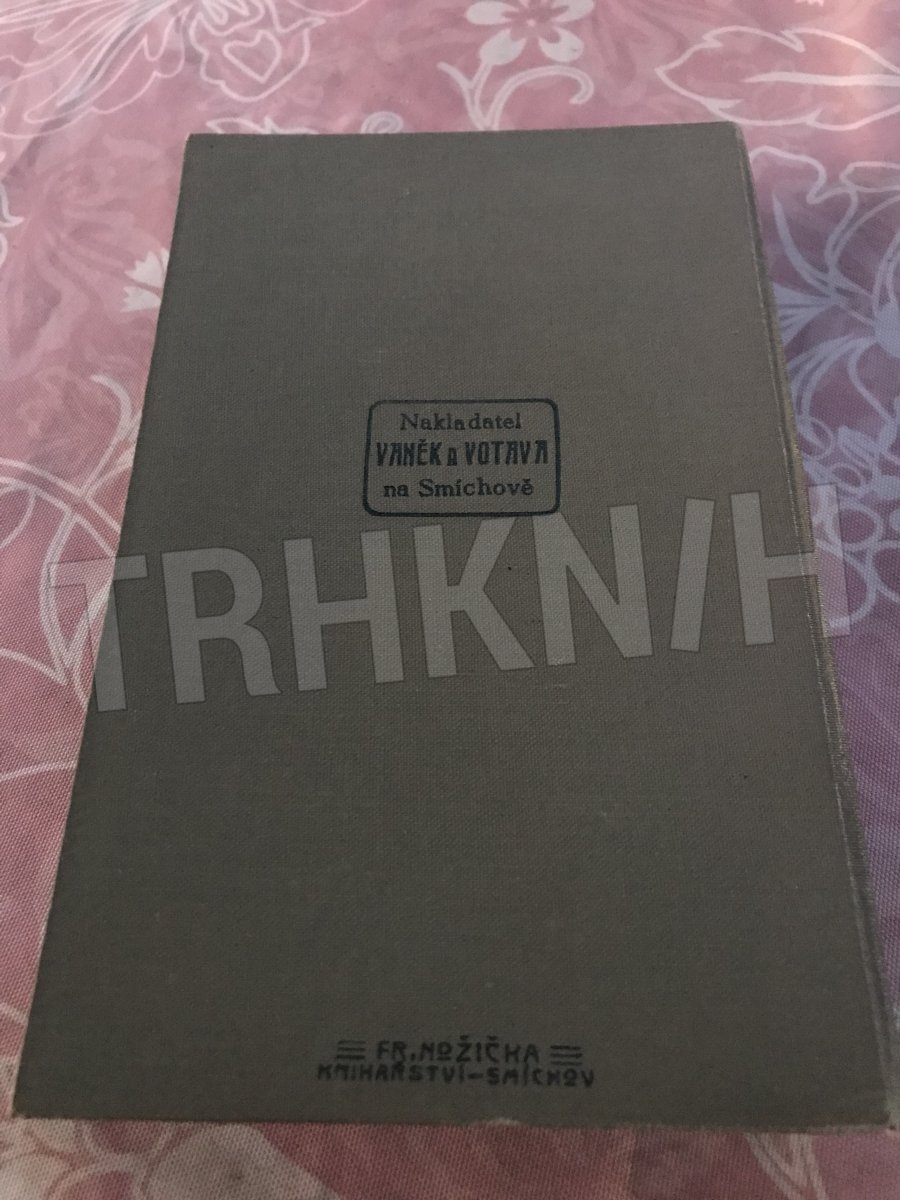 Nakladatel
VANĚK a VOTAVA
na Smíchově
TRHKNIH
FR. NOŽIČKA
KNIHAŘSTVÍ-SMÍCHOV